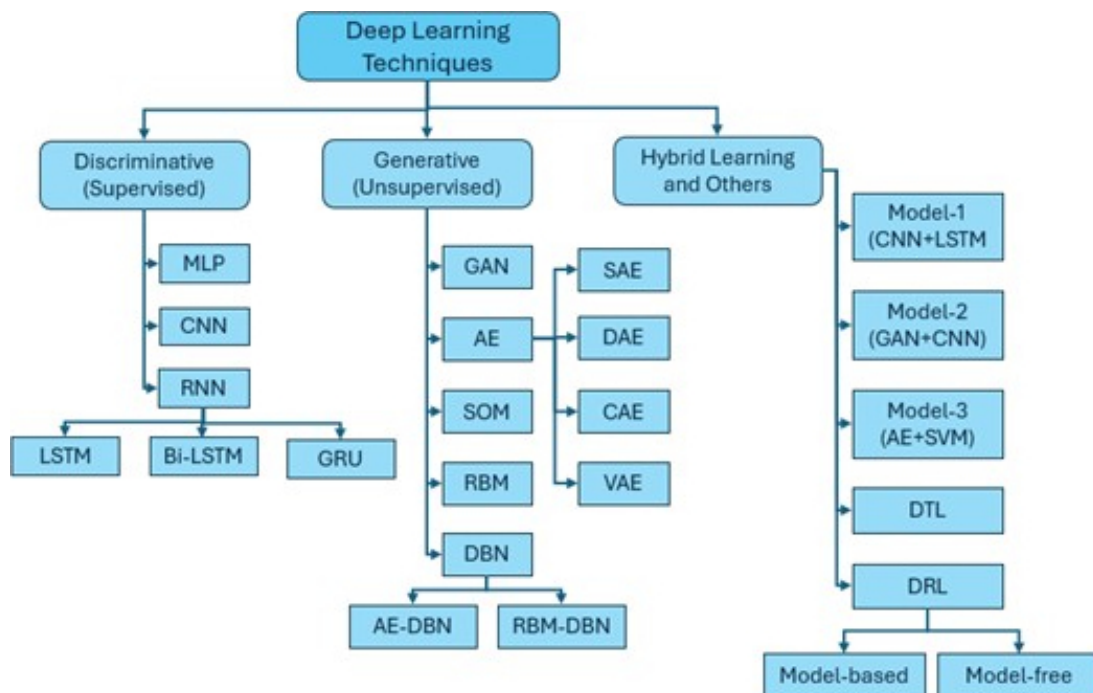 Deep Learning
Techniques
Discriminative
(Supervised)
MLP
CNN
RNN
LSTM
Bi-LSTM
GRU
Generative
(Unsupervised)
GAN
AE
SOM
RBM
DBN
SAE
DAE
CAE
VAE
AE-DBN
RBM-DBN
Hybrid Learning
and Others
Model-1
(CNN+LSTM
Model-2
(GAN+CNN)
Model-3
(AE+SVM)
DTL
DRL
Model-based
Model-free